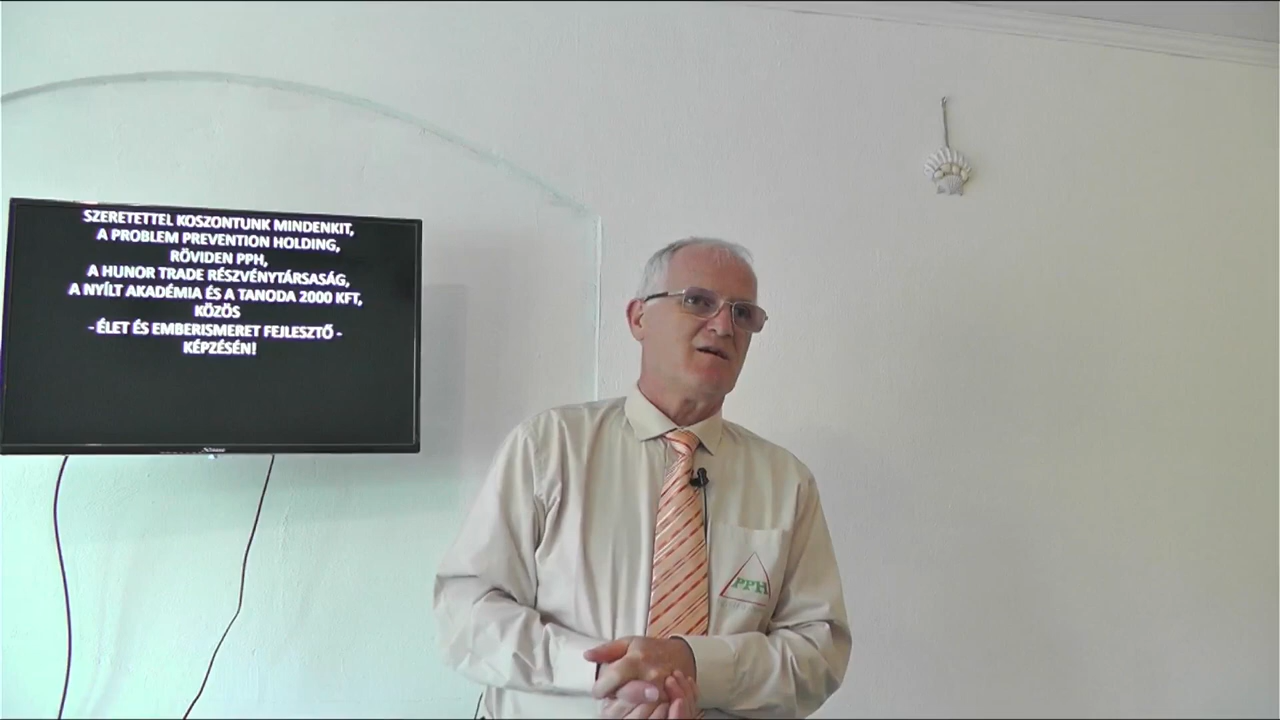 SZERETETTEL KÖSZÖNTÜNK MINDENKIT,
A PROBLEM PREVENTION HOLDING,
RÖVIDEN PPH,
A HUNOR TRADE RÉSZVÉNYTÁRSASÁG,
A NYÍLT AKADÉMIA ÉS A TANODA 2000 KFT,
KÖZÖS
- ÉLET ÉS EMBERISMERET FEJLESZTŐ -
KÉPZÉSÉN!
PPH